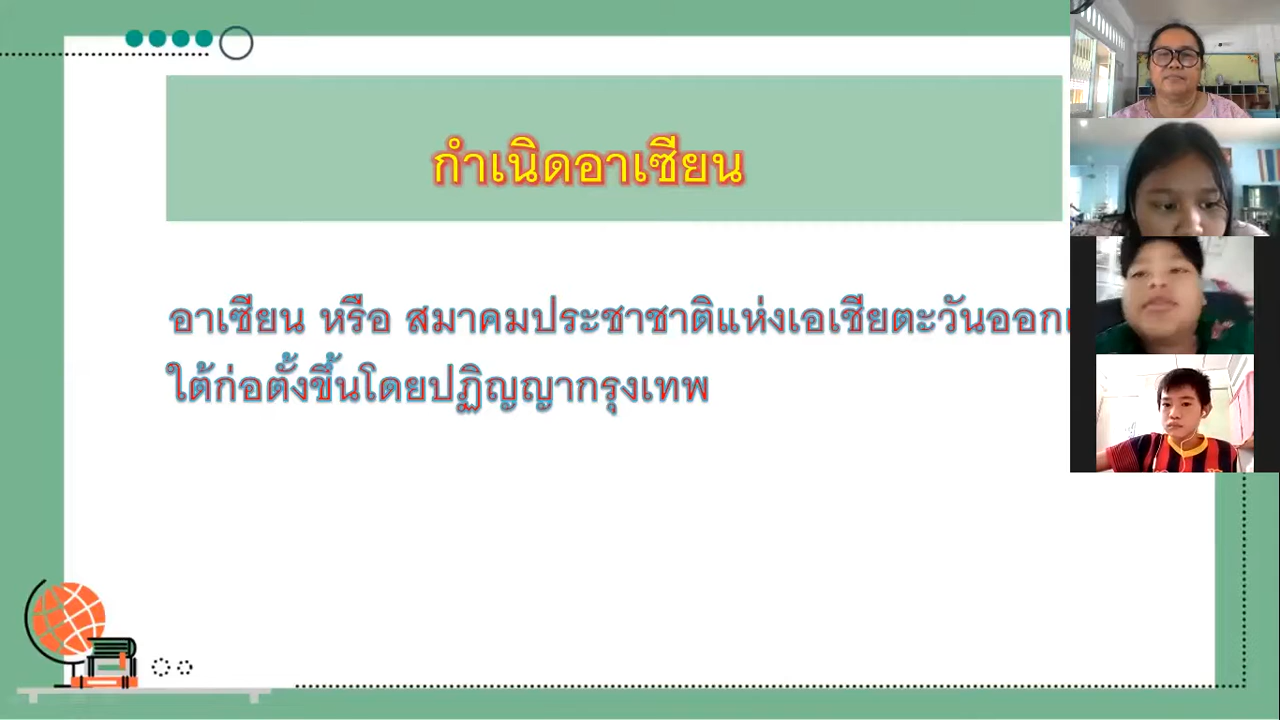 กำเนิดอาเซียน
อาเซียน หรือ สมาคมประชาชาติแห่งเอเชียตะวันออก
ใต้ก่อตั้งขึ้นโดยปฏิญญากรุงเทพ